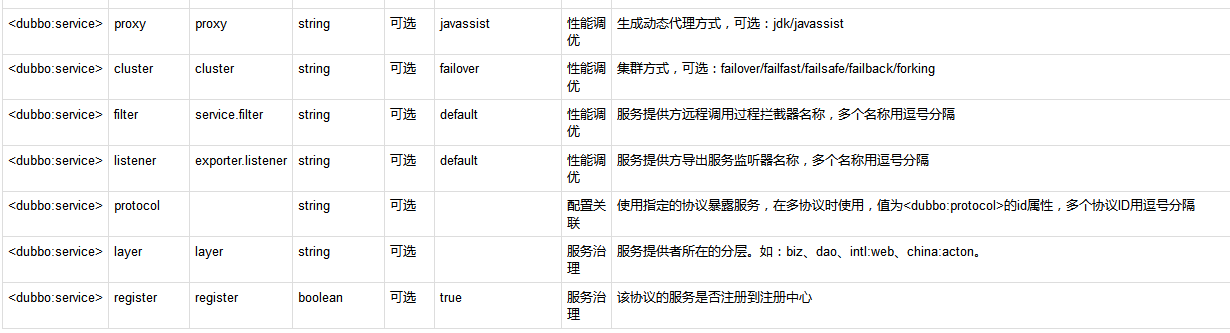 <dubbo:service> proxy proxy string 可选 javassist 性能调优 生成动态代理方式，可选：jdk/javassist
<dubbo:service> cluster cluster string 可选 failover 性能调优 集群方式，可选：failover/failfast/failsafe/failback/forking
<dubbo:service> filter service.filter string 可选 default 性能调优 服务提供方远程调用过程拦截器名称，多个名称用逗号分隔
<dubbo:service> listener exporter.listener string 可选 default 性能调优 服务提供方导出服务监听器名称，多个名称用逗号分隔
<dubbo:service> protocol string 可选 配置关联 使用指定的协议暴露服务，在多协议时使用，值为<dubbo:protocol>的id属性，多个协议ID用逗号分隔
<dubbo:service> layer layer string 可选 服务治理 服务提供者所在的分层。如：biz、dao、intl:web、china:acton。
<dubbo:service> register register boolean 可选 true 服务治理 该协议的服务是否注册到注册中心